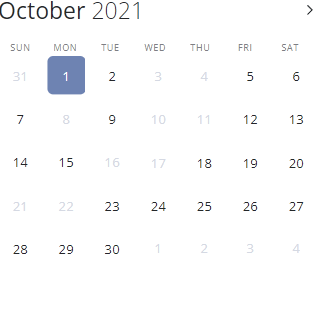 October 2021
SUN MON TUE WED THU FRI SAT
31 1 2 3 4 5 6
7 8 9 10 11 12 13
14 15 16 17 18 19 20
21 22 23 24 25 26 27
28 29 30 1 2 3 4